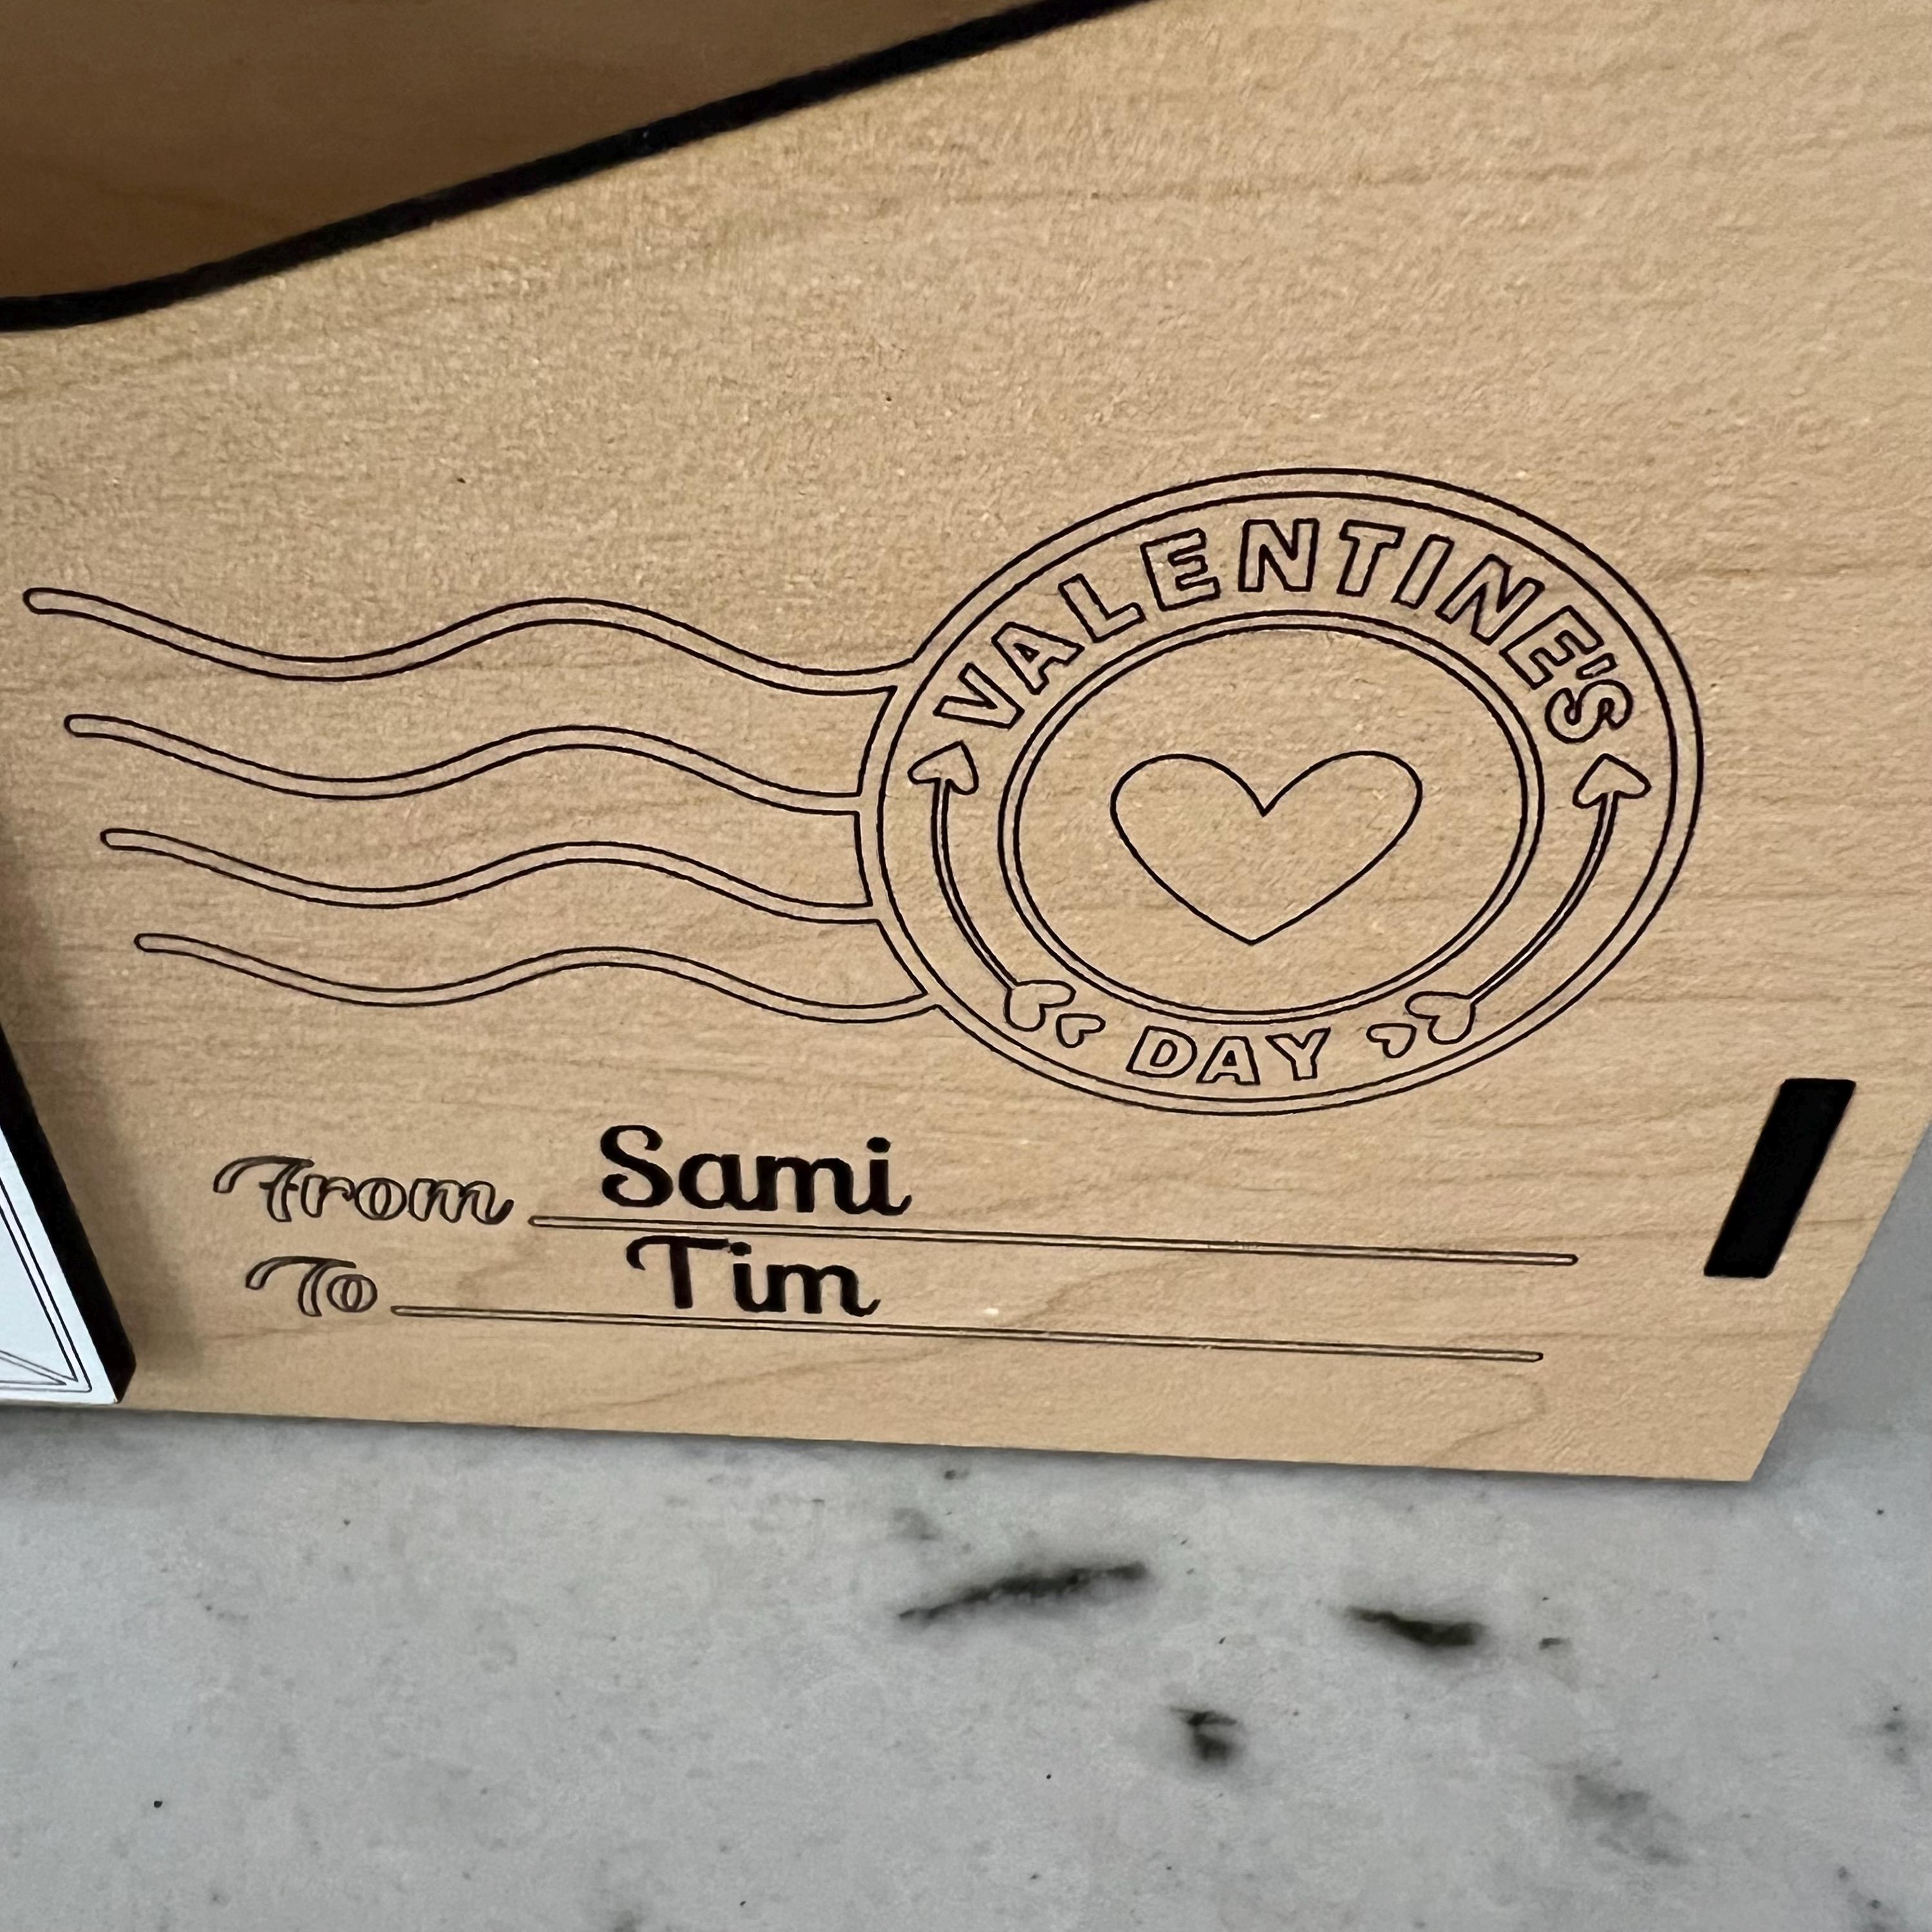 VALENTINE'S
DAY
From Sami
To Tim